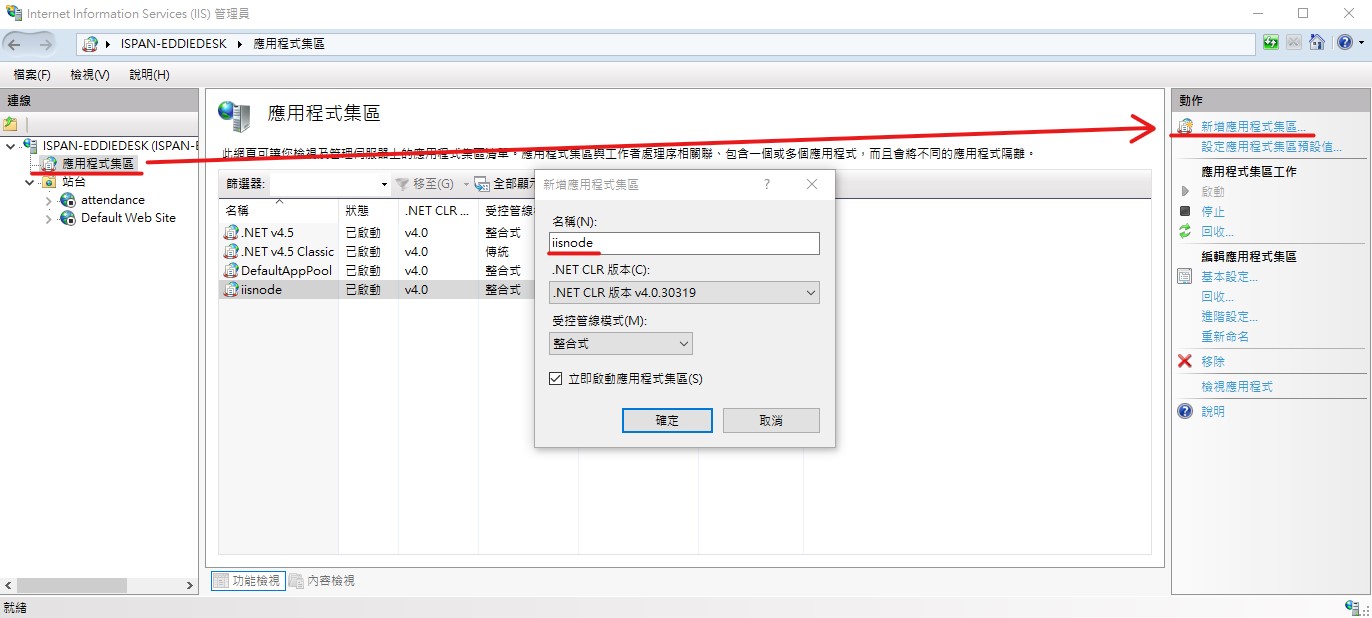 Internet Information Services (IIS) 管理員
ISPAN-EDDIEDESK
應用程式集區
檔案(F) 檢視(V) 說明(H)
連線
ISPAN-EDDIEDESK (ISPAN-E
應用程式集區
站台
attendance
Default Web Site
應用程式集區
此網頁可讓您檢視及管理伺服器上的應用程式集區清單。應用程式集區與工作者處理序相關聯、包含一個或多個應用程式，而且會將不同的應用程式隔離。
篩選器: 移至(G) 全部顯示
名稱 狀態 .NET CLR ... 受控管線
.NET v4.5 已啟動 v4.0 整合式
.NET v4.5 Classic 已啟動 v4.0 傳統
DefaultAppPool 已啟動 v4.0 整合式
iisnode 已啟動 v4.0 整合式
新增應用程式集區 ?
名稱(N):
iisnode
.NET CLR 版本(C):
.NET CLR 版本 v4.0.30319
受控管線模式(M):
整合式
立即啟動應用程式集區(S)
確定 取消
功能檢視 內容檢視
動作
新增應用程式集區...
設定應用程式集區預設值...
應用程式集區工作
啟動
停止
回收...
編輯應用程式集區
基本設定...
回收...
進階設定...
重新命名
移除
檢視應用程式
說明
就緒